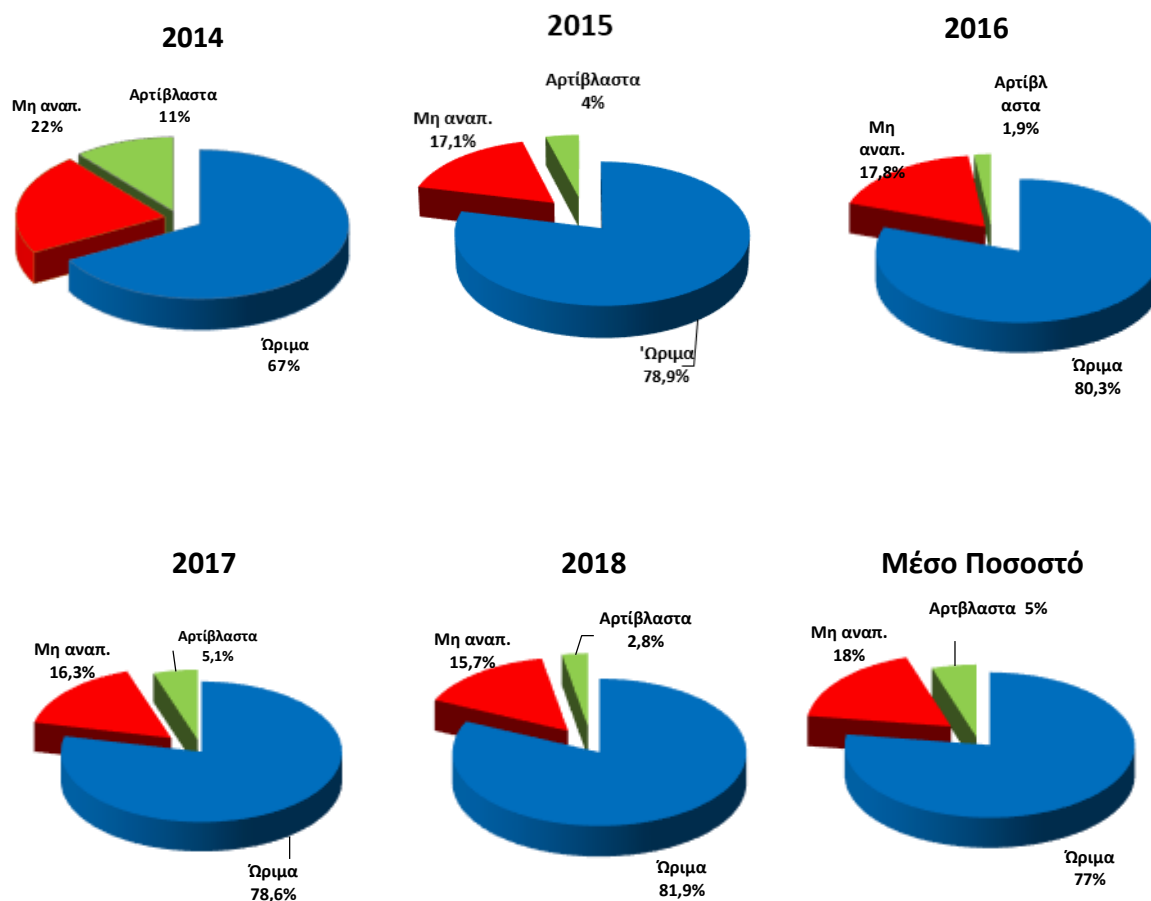 2014
Μη αναπ.
22%
Αρτίβλαστα
11%
Ώριμα
67%
2015
Αρτίβλαστα
4%
Μη αναπ.
17,1%
'Ώριμα
78,9%
2016
Αρτίβλ
αστα
1,9%
Μη
αναπ.
17,8%
Ώριμα
80,3%
2017
Μη αναπ.
16,3%
Αρτίβλαστα
5,1%
Ώριμα
78,6%
2018
Μη αναπ.
15,7%
Αρτίβλαστα
2,8%
Ώριμα
81,9%
Μέσο Ποσοστό
Αρτβλαστα 5%
Μη αναπ.
18%
Ώριμα
77%